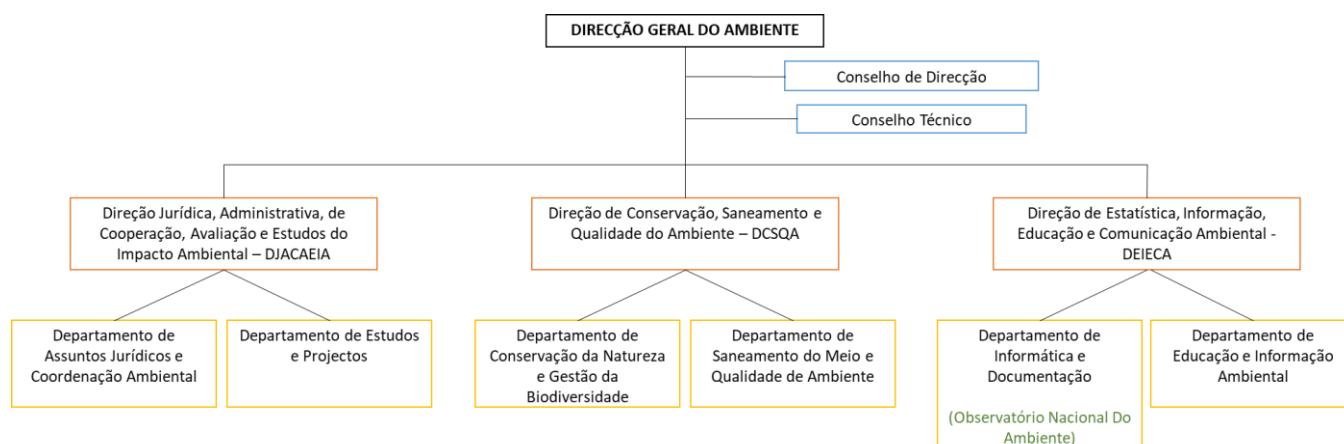 DIRECÇÃO GERAL DO AMBIENTE
Conselho de Direcção
Conselho Técnico
Direção Jurídica, Administrativa, de
Cooperação, Avaliação e Estudos do
Impacto Ambiental – DJACAEIA
Direção de Conservação, Saneamento e
Qualidade do Ambiente – DCSQA
Direção de Estatística, Informação,
Educação e Comunicação Ambiental -
DEIECA
Departamento de
Assuntos Jurídicos e
Coordenação Ambiental
Departamento de Estudos
e Projectos
Departamento de
Conservação da Natureza
e Gestão da
Biodiversidade
Departamento de
Saneamento do Meio e
Qualidade de Ambiente
Departamento de
Informática e
Documentação
(Observatório Nacional Do
Ambiente)
Departamento de
Educação e Informação
Ambiental